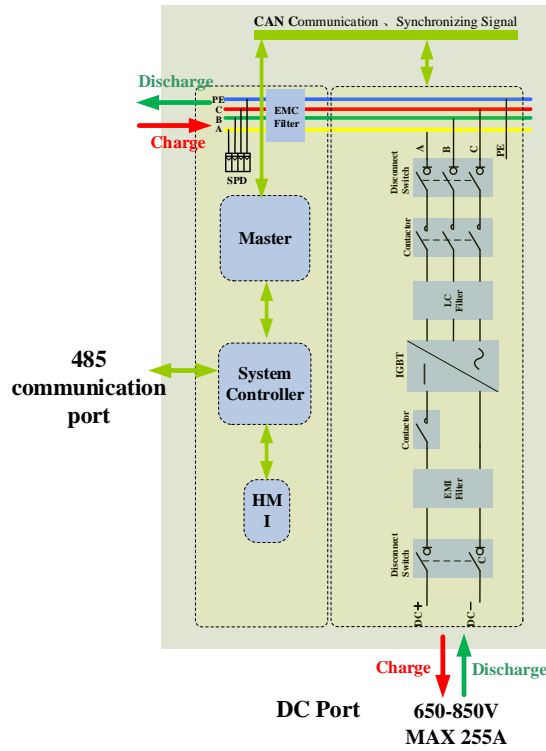 CAN Communication 、Synchronizing Signal
Discharge
PE
C
B
A
EMC
Filter
Charge
SPD
A
B
C
PE
Disconnect
Switch
Master
Contactor
LC
Filter
485
communication
port
System
Controller
IGBT
Contactor
HM
I
EMI
Filter
Disconnect
Switch
C
DC+
DC−
Charge
Discharge
DC Port
650-850V
MAX 255A